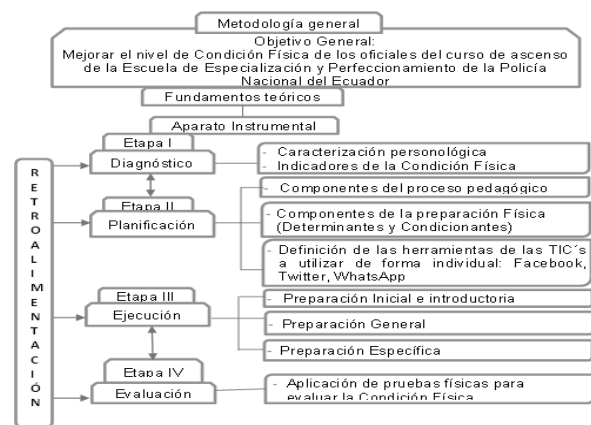 Metodología general
Objetivo General:
Mejorar el nivel de Condición Física de los oficiales del curso de ascenso
de la Escuela de Especialización y Perfeccionamiento de la Policía
Nacional del Ecuador
Fundamentos teóricos
Aparato Instrumental
RETROALIMENTACIÓN
Etapa I
Diagnóstico
- Caracterización personológica
- Indicadores de la Condición Física
Etapa II
Planificación
- Componentes del proceso pedagógico
- Componentes de la preparación Física
(Determinantes y Condicionantes)
- Definición de las herramientas de las TIC´s
a utilizar de forma individual: Facebook,
Twitter, WhatsApp
Etapa III
Ejecución
- Preparación Inicial e introductoria
- Preparación General
- Preparación Específica
Etapa IV
Evaluación
- Aplicación de pruebas físicas para
evaluar la Condición Física